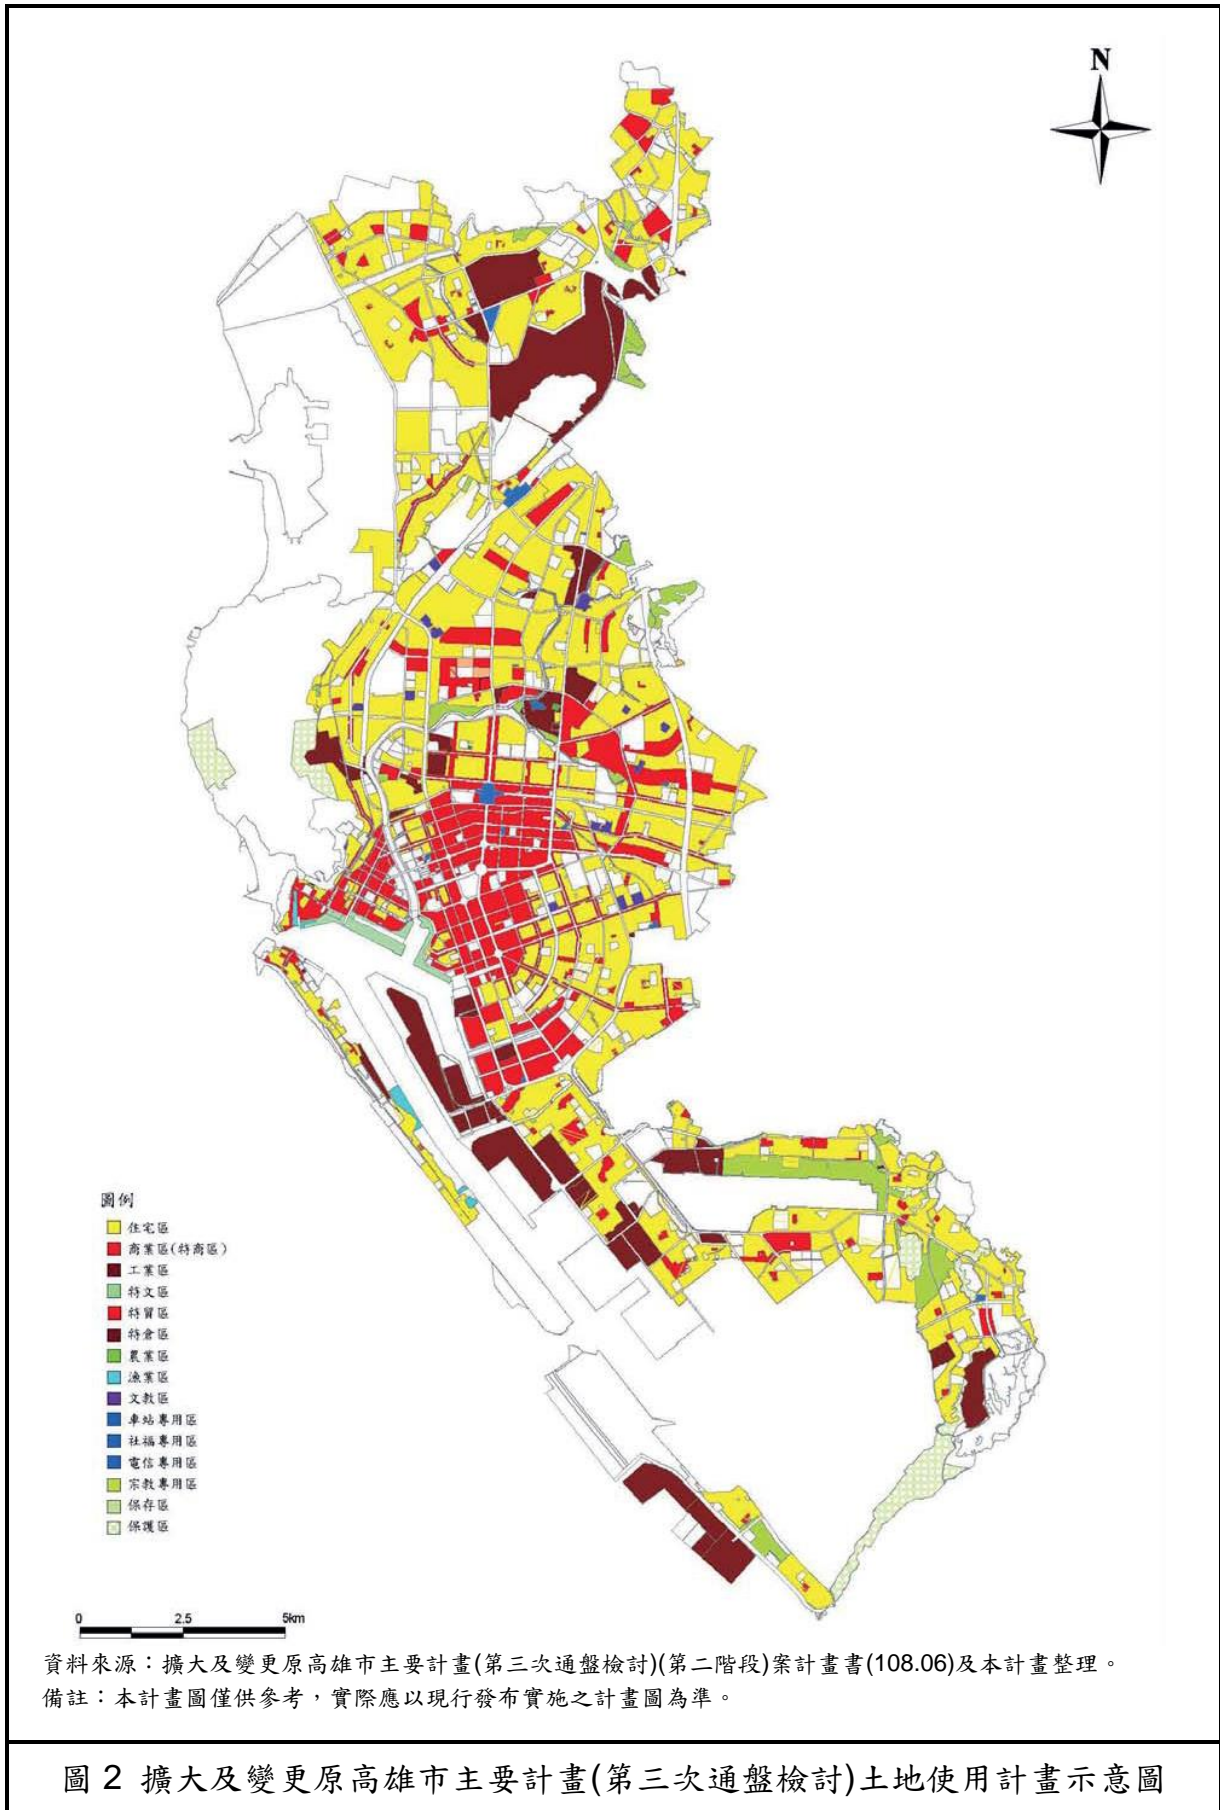 N
圖例
住宅區
商業區(特商區)
工業區
特文區
特貿區
特倉區
農業區
漁業區
文教區
車站專用區
社福專用區
電信專用區
宗教專用區
保存區
保護區
0 2.5 5km
資料來源：擴大及變更原高雄市主要計畫(第三次通盤檢討)(第二階段)案計畫書(108.06)及本計畫整理。
備註：本計畫圖僅供參考，實際應以現行發布實施之計畫圖為準。
圖 2 擴大及變更原高雄市主要計畫(第三次通盤檢討)土地使用計畫示意圖